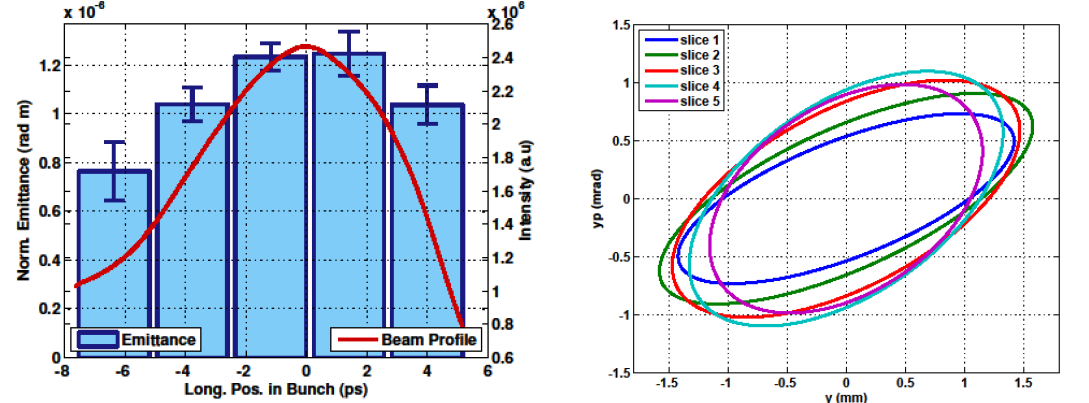 x 10⁻⁶
x 10⁶
1.2
1
0.8
0.6
0.4
0.2
0
Norm. Emittance (rad m)
2.6
2.4
2.2
2
1.8
1.6
1.4
1.2
1
0.8
0.6
Intensity (a.u)
Emittance
Beam Profile
-8 -6 -4 -2 0 2 4 6
Long. Pos. in Bunch (ps)
1.5
1
0.5
0
-0.5
-1
-1.5
yp (mrad)
slice 1
slice 2
slice 3
slice 4
slice 5
-1.5 -1 -0.5 0 0.5 1 1.5
y (mm)